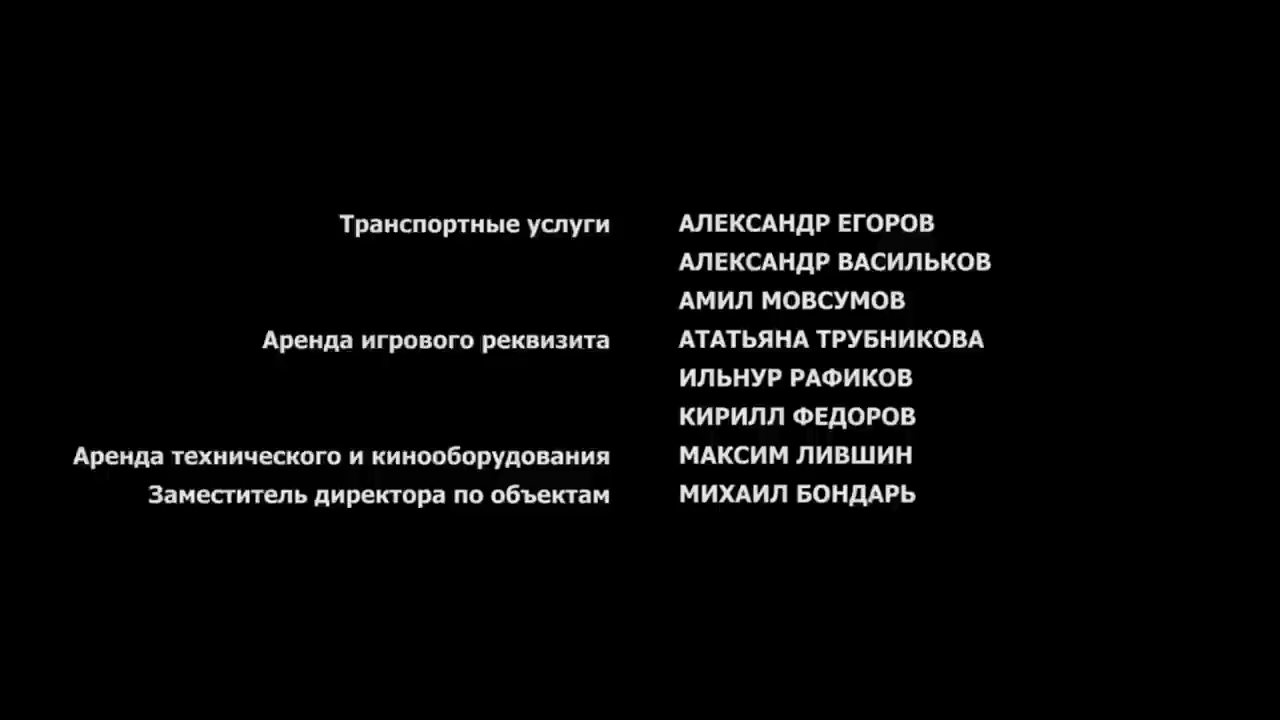 Транспортные услуги АЛЕКСАНДР ЕГОРОВ
АЛЕКСАНДР ВАСИЛЬКОВ
АМИЛ МОВСУМОВ
Аренда игрового реквизита АТАТЬЯНА ТРУБНИКОВА
ИЛЬНУР РАФИКОВ
КИРИЛЛ ФЕДОРОВ
Аренда технического и кинооборудования МАКСИМ ЛИВШИН
Заместитель директора по объектам МИХАИЛ БОНДАРЬ